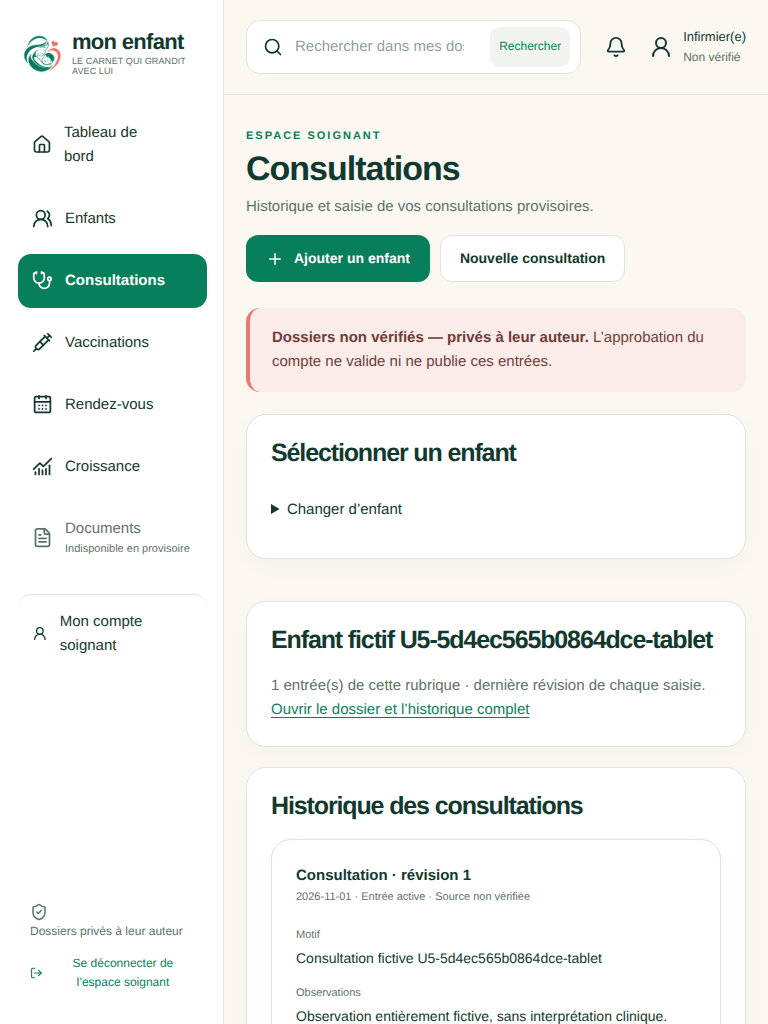 mon enfant
LE CARNET QUI GRANDIT
AVEC LUI
Tableau de
bord
Enfants
Consultations
Vaccinations
Rendez-vous
Croissance
Documents
Indisponible en provisoire
Mon compte
soignant
Dossiers privés à leur auteur
Se déconnecter de
l’espace soignant
Rechercher dans mes dos
Rechercher
Infirmier(e)
Non vérifié
ESPACE SOIGNANT
Consultations
Historique et saisie de vos consultations provisoires.
Ajouter un enfant
Nouvelle consultation
Dossiers non vérifiés — privés à leur auteur. L’approbation du
compte ne valide ni ne publie ces entrées.
Sélectionner un enfant
Changer d’enfant
Enfant fictif U5-5d4ec565b0864dce-tablet
1 entrée(s) de cette rubrique · dernière révision de chaque saisie.
Ouvrir le dossier et l’historique complet
Historique des consultations
Consultation · révision 1
2026-11-01 · Entrée active · Source non vérifiée
Motif
Consultation fictive U5-5d4ec565b0864dce-tablet
Observations
Observation entièrement fictive, sans interprétation clinique.